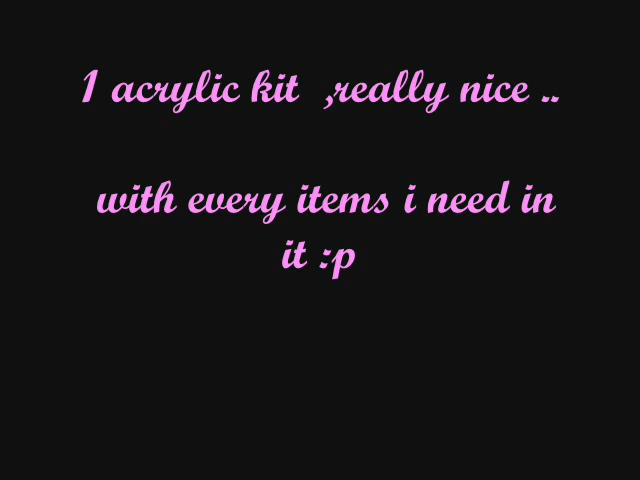 1 acrylic kit ,really nice ..
with every items i need in
it :p